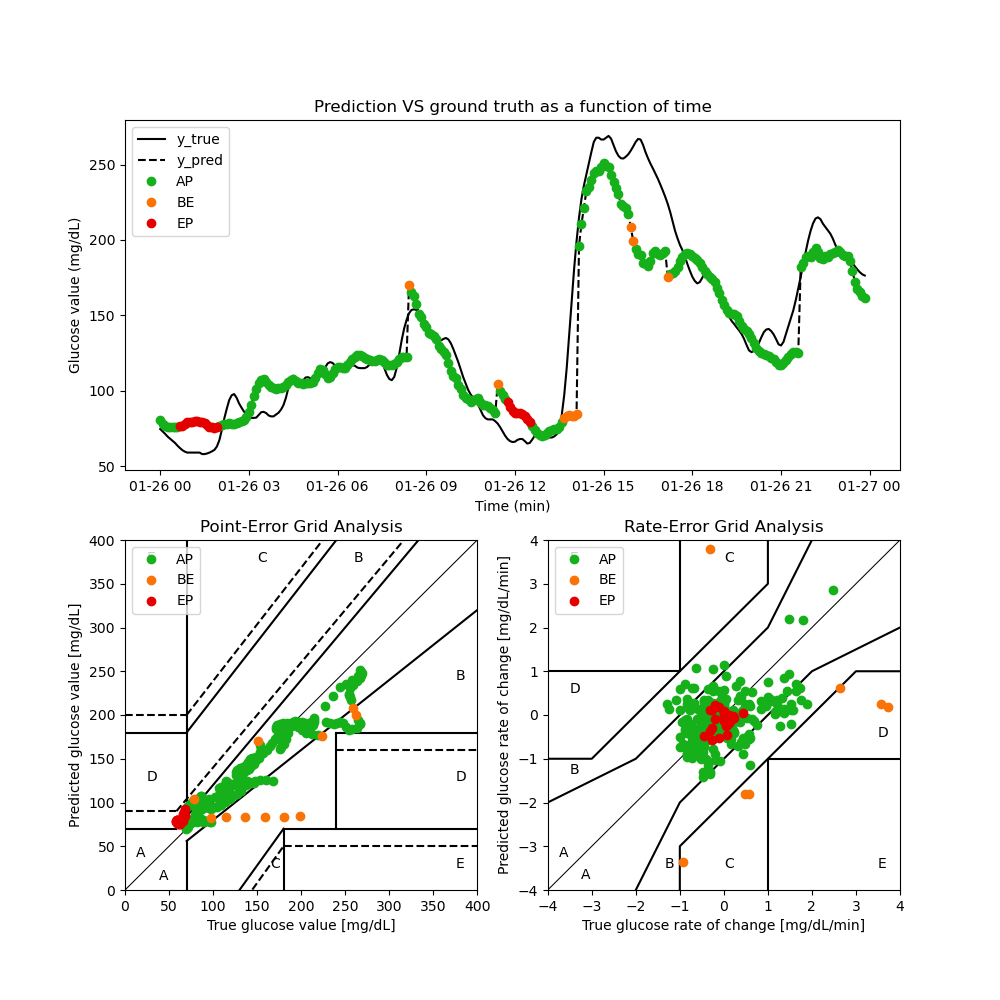 Prediction VS ground truth as a function of time
Glucose value (mg/dL)
250
200
150
100
50
y_true
y_pred
AP
BE
EP
01-26 00 01-26 03 01-26 06 01-26 09 01-26 12 01-26 15 01-26 18 01-26 21 01-27 00
Time (min)
Point-Error Grid Analysis
Predicted glucose value [mg/dL]
400
350
300
250
200
150
100
50
0
AP
BE
EP
C
B
B
D
D
A
A
C
E
0 50 100 150 200 250 300 350 400
True glucose value [mg/dL]
Rate-Error Grid Analysis
Predicted glucose rate of change [mg/dL/min]
4
3
2
1
0
−1
−2
−3
−4
AP
BE
EP
C
D
D
B
A
A
B
C
E
−4 −3 −2 −1 0 1 2 3 4
True glucose rate of change [mg/dL/min]